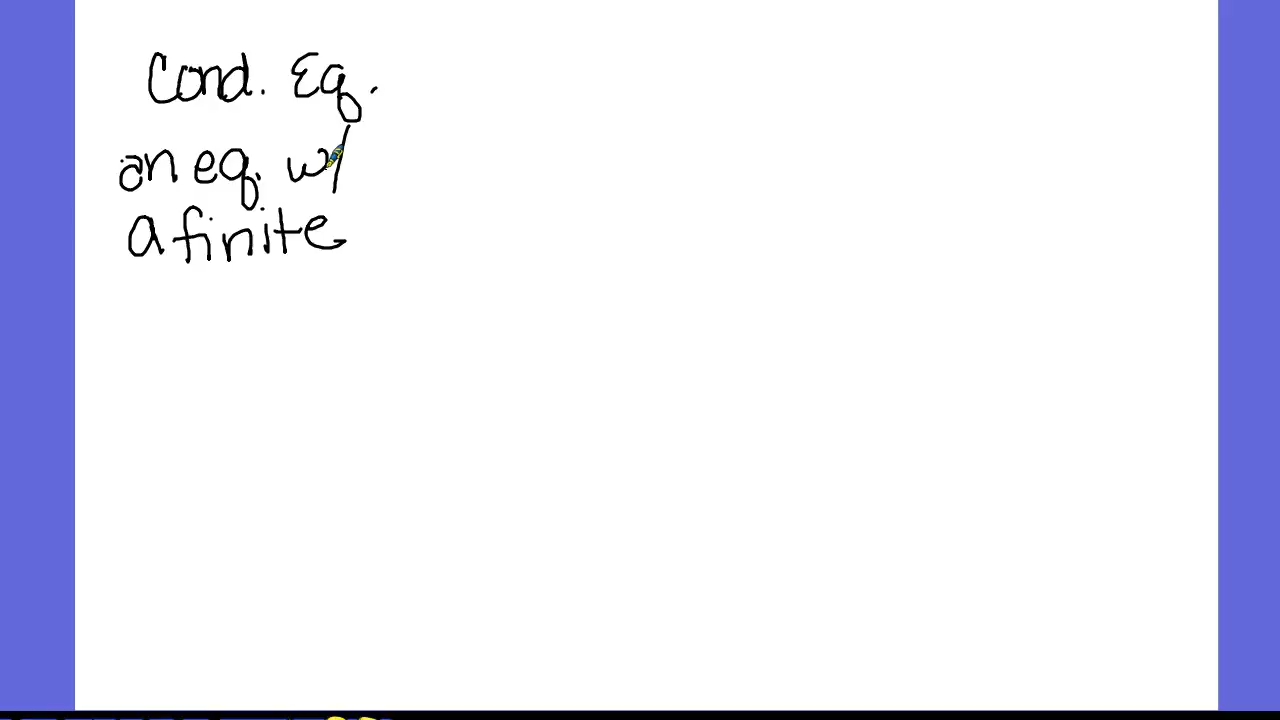 Cond. Eq.
an eq. w/
a finite